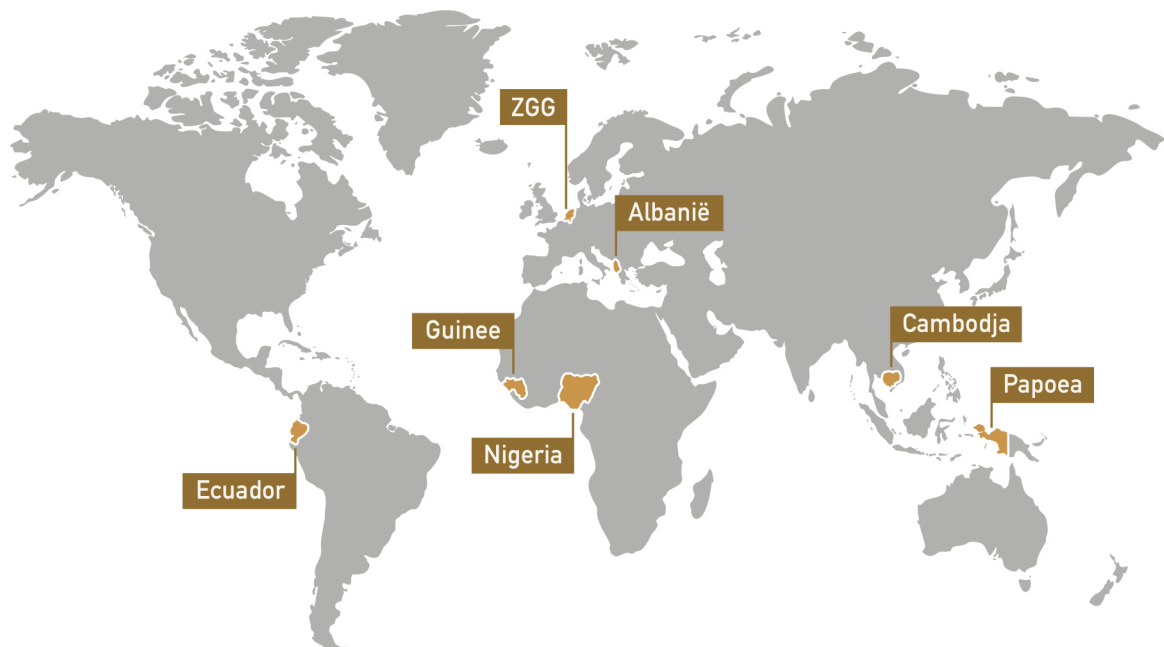 ZGG
Albanië
Guinee
Cambodja
Papoea
Nigeria
Ecuador